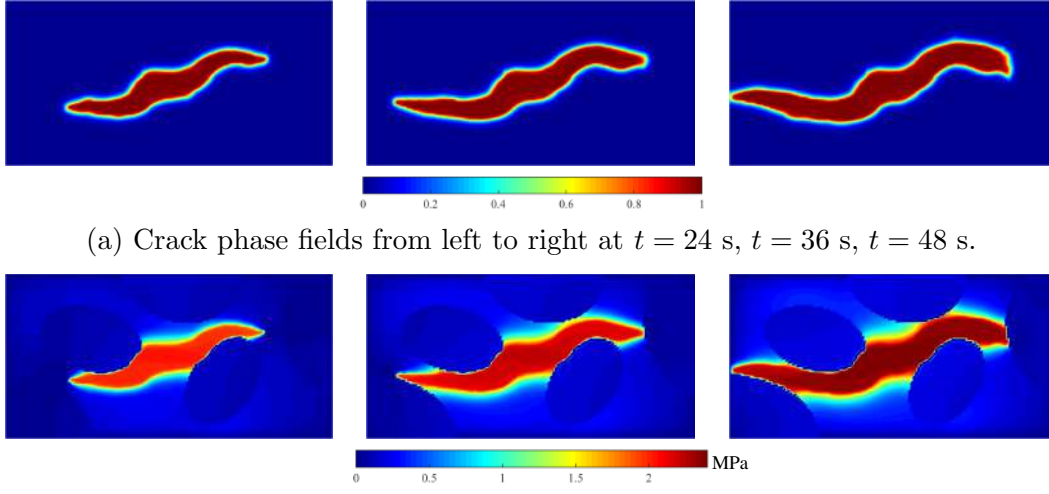 0 0.2 0.4 0.6 0.8 1
(a) Crack phase fields from left to right at t = 24 s, t = 36 s, t = 48 s.
0 0.5 1 1.5 2 MPa